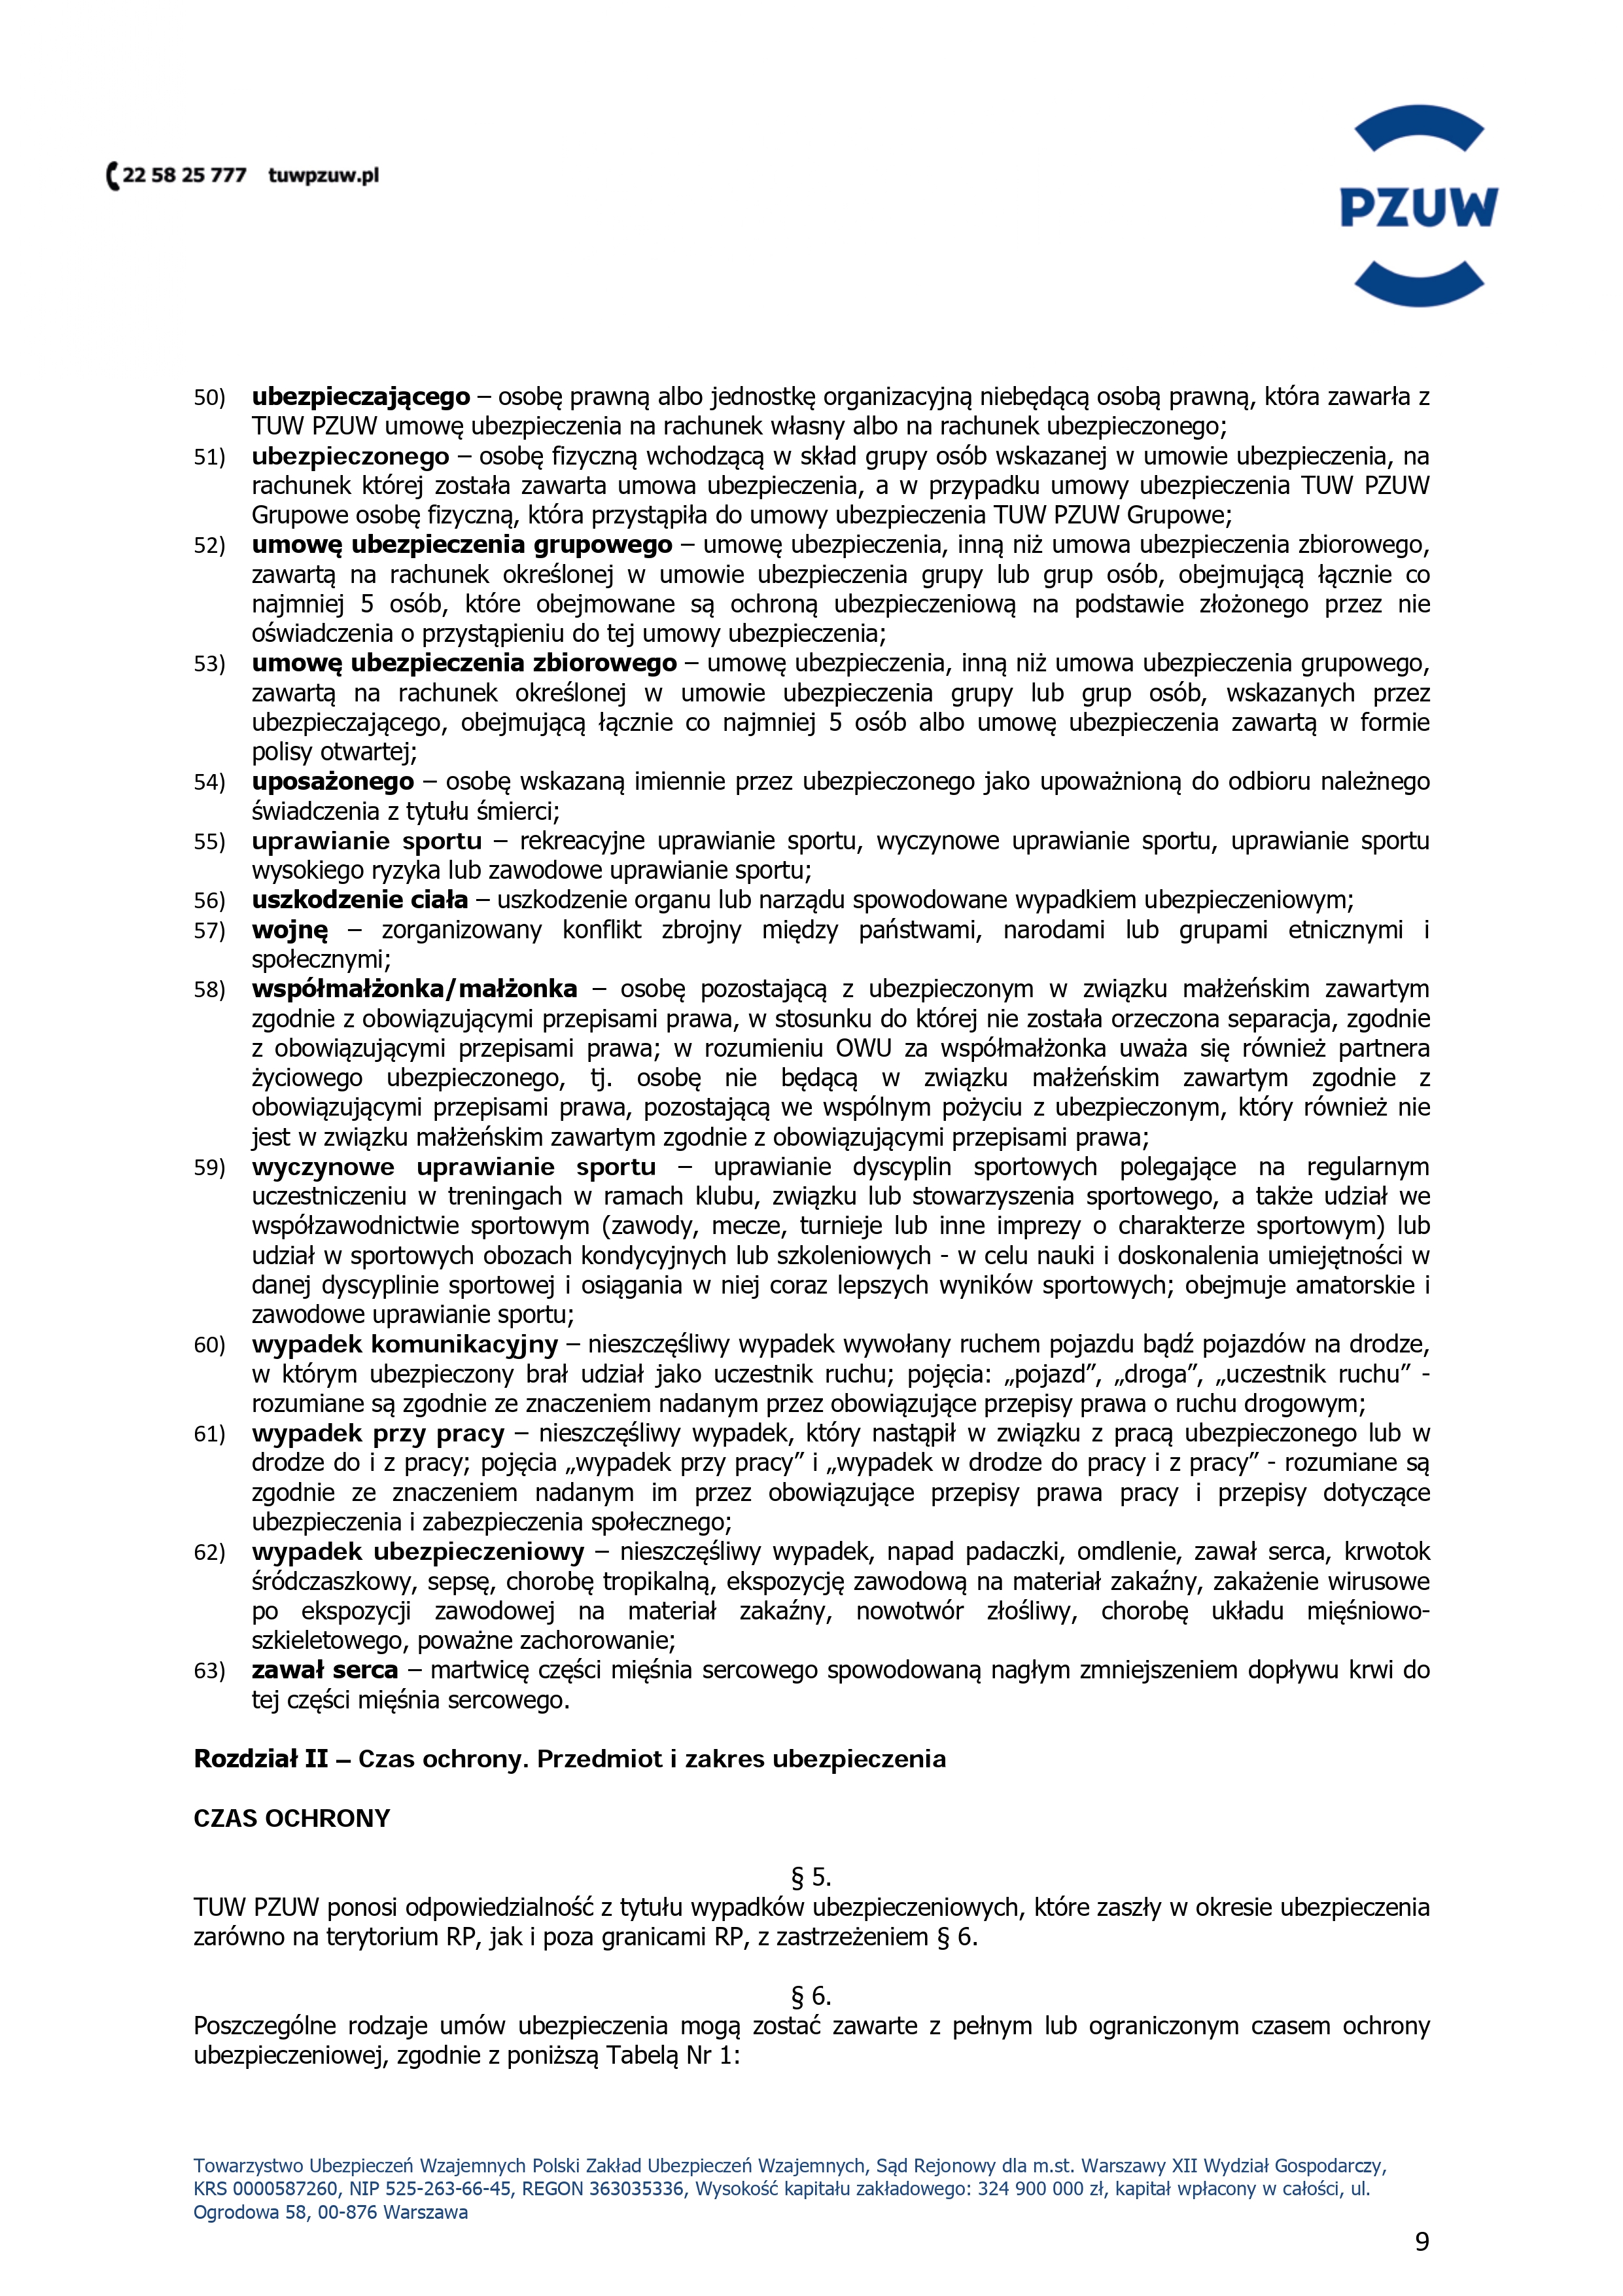 22 58 25 777 tuwpzuw.pl
PZUW
50) ubezpieczającego – osobę prawną albo jednostkę organizacyjną niebędącą osobą prawną, która zawarła z
TUW PZUW umowę ubezpieczenia na rachunek własny albo na rachunek ubezpieczonego;
51) ubezpieczonego – osobę fizyczną wchodzącą w skład grupy osób wskazanej w umowie ubezpieczenia, na
rachunek której została zawarta umowa ubezpieczenia, a w przypadku umowy ubezpieczenia TUW PZUW
Grupowe osobę fizyczną, która przystąpiła do umowy ubezpieczenia TUW PZUW Grupowe;
52) umowę ubezpieczenia grupowego – umowę ubezpieczenia, inną niż umowa ubezpieczenia zbiorowego,
zawartą na rachunek określonej w umowie ubezpieczenia grupy lub grup osób, obejmującą łącznie co
najmniej 5 osób, które obejmowane są ochroną ubezpieczeniową na podstawie złożonego przez nie
oświadczenia o przystąpieniu do tej umowy ubezpieczenia;
53) umowę ubezpieczenia zbiorowego – umowę ubezpieczenia, inną niż umowa ubezpieczenia grupowego,
zawartą na rachunek określonej w umowie ubezpieczenia grupy lub grup osób, wskazanych przez
ubezpieczającego, obejmującą łącznie co najmniej 5 osób albo umowę ubezpieczenia zawartą w formie
polisy otwartej;
54) uposażonego – osobę wskazaną imiennie przez ubezpieczonego jako upoważnioną do odbioru należnego
świadczenia z tytułu śmierci;
55) uprawianie sportu – rekreacyjne uprawianie sportu, wyczynowe uprawianie sportu, uprawianie sportu
wysokiego ryzyka lub zawodowe uprawianie sportu;
56) uszkodzenie ciała – uszkodzenie organu lub narządu spowodowane wypadkiem ubezpieczeniowym;
57) wojnę – zorganizowany konflikt zbrojny między państwami, narodami lub grupami etnicznymi i
społecznymi;
58) współmałżonka/małżonka – osobę pozostającą z ubezpieczonym w związku małżeńskim zawartym
zgodnie z obowiązującymi przepisami prawa, w stosunku do której nie została orzeczona separacja, zgodnie
z obowiązującymi przepisami prawa; w rozumieniu OWU za współmałżonka uważa się również partnera
życiowego ubezpieczonego, tj. osobę nie będącą w związku małżeńskim zawartym zgodnie z
obowiązującymi przepisami prawa, pozostającą we wspólnym pożyciu z ubezpieczonym, który również nie
jest w związku małżeńskim zawartym zgodnie z obowiązującymi przepisami prawa;
59) wyczynowe uprawianie sportu – uprawianie dyscyplin sportowych polegające na regularnym
uczestniczeniu w treningach w ramach klubu, związku lub stowarzyszenia sportowego, a także udział we
współzawodnictwie sportowym (zawody, mecze, turnieje lub inne imprezy o charakterze sportowym) lub
udział w sportowych obozach kondycyjnych lub szkoleniowych - w celu nauki i doskonalenia umiejętności w
danej dyscyplinie sportowej i osiągania w niej coraz lepszych wyników sportowych; obejmuje amatorskie i
zawodowe uprawianie sportu;
60) wypadek komunikacyjny – nieszczęśliwy wypadek wywołany ruchem pojazdu bądź pojazdów na drodze,
w którym ubezpieczony brał udział jako uczestnik ruchu; pojęcia: „pojazd”, „droga”, „uczestnik ruchu” -
rozumiane są zgodnie ze znaczeniem nadanym przez obowiązujące przepisy prawa o ruchu drogowym;
61) wypadek przy pracy – nieszczęśliwy wypadek, który nastąpił w związku z pracą ubezpieczonego lub w
drodze do i z pracy; pojęcia „wypadek przy pracy” i „wypadek w drodze do pracy i z pracy” - rozumiane są
zgodnie ze znaczeniem nadanym im przez obowiązujące przepisy prawa pracy i przepisy dotyczące
ubezpieczenia i zabezpieczenia społecznego;
62) wypadek ubezpieczeniowy – nieszczęśliwy wypadek, napad padaczki, omdlenie, zawał serca, krwotok
śródczaszkowy, sepsę, chorobę tropikalną, ekspozycję zawodową na materiał zakaźny, zakażenie wirusowe
po ekspozycji zawodowej na materiał zakaźny, nowotwór złośliwy, chorobę układu mięśniowo-
szkieletowego, poważne zachorowanie;
63) zawał serca – martwicę części mięśnia sercowego spowodowaną nagłym zmniejszeniem dopływu krwi do
tej części mięśnia sercowego.
Rozdział II – Czas ochrony. Przedmiot i zakres ubezpieczenia
CZAS OCHRONY
§ 5.
TUW PZUW ponosi odpowiedzialność z tytułu wypadków ubezpieczeniowych, które zaszły w okresie ubezpieczenia
zarówno na terytorium RP, jak i poza granicami RP, z zastrzeżeniem § 6.
§ 6.
Poszczególne rodzaje umów ubezpieczenia mogą zostać zawarte z pełnym lub ograniczonym czasem ochrony
ubezpieczeniowej, zgodnie z poniższą Tabelą Nr 1:
Towarzystwo Ubezpieczeń Wzajemnych Polski Zakład Ubezpieczeń Wzajemnych, Sąd Rejonowy dla m.st. Warszawy XII Wydział Gospodarczy,
KRS 0000587260, NIP 525-263-66-45, REGON 363035336, Wysokość kapitału zakładowego: 324 900 000 zł, kapitał wpłacony w całości, ul.
Ogrodowa 58, 00-876 Warszawa
9